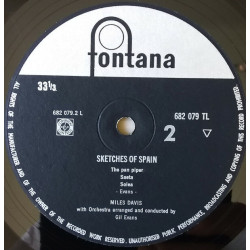 fontana
33⅓
682 079.2 L
682 079 TL
2
SKETCHES OF SPAIN
The pan piper
Saeta
Solea
- Evans -
MILES DAVIS
with Orchestra arranged and conducted by
Gil Evans
ALL RIGHTS OF THE MANUFACTURER AND OF THE OWNER OF THE RECORDED WORK RESERVED. UNAUTHORISED PUBLIC PERFORMANCE, BROADCASTING AND COPYING OF THIS RECORD PROHIBITED